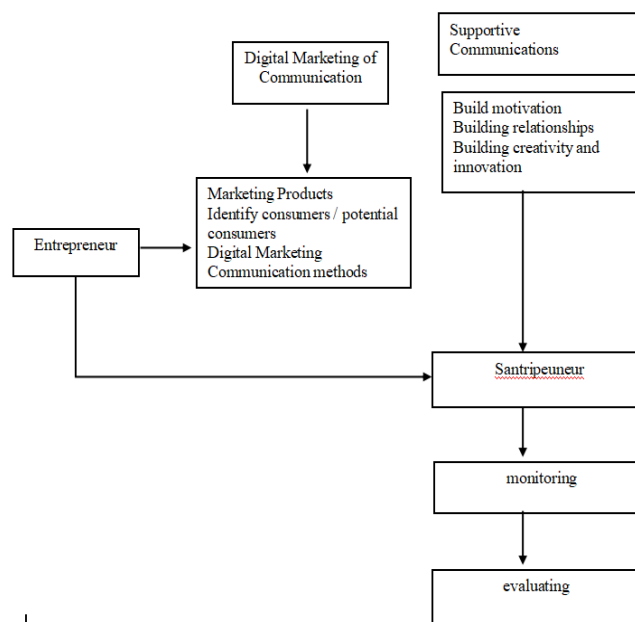 Supportive
Communications
Digital Marketing of
Communication
Build motivation
Building relationships
Building creativity and
innovation
Marketing Products
Identify consumers / potential
consumers
Digital Marketing
Communication methods
Entrepreneur
Santripeuneur
monitoring
evaluating